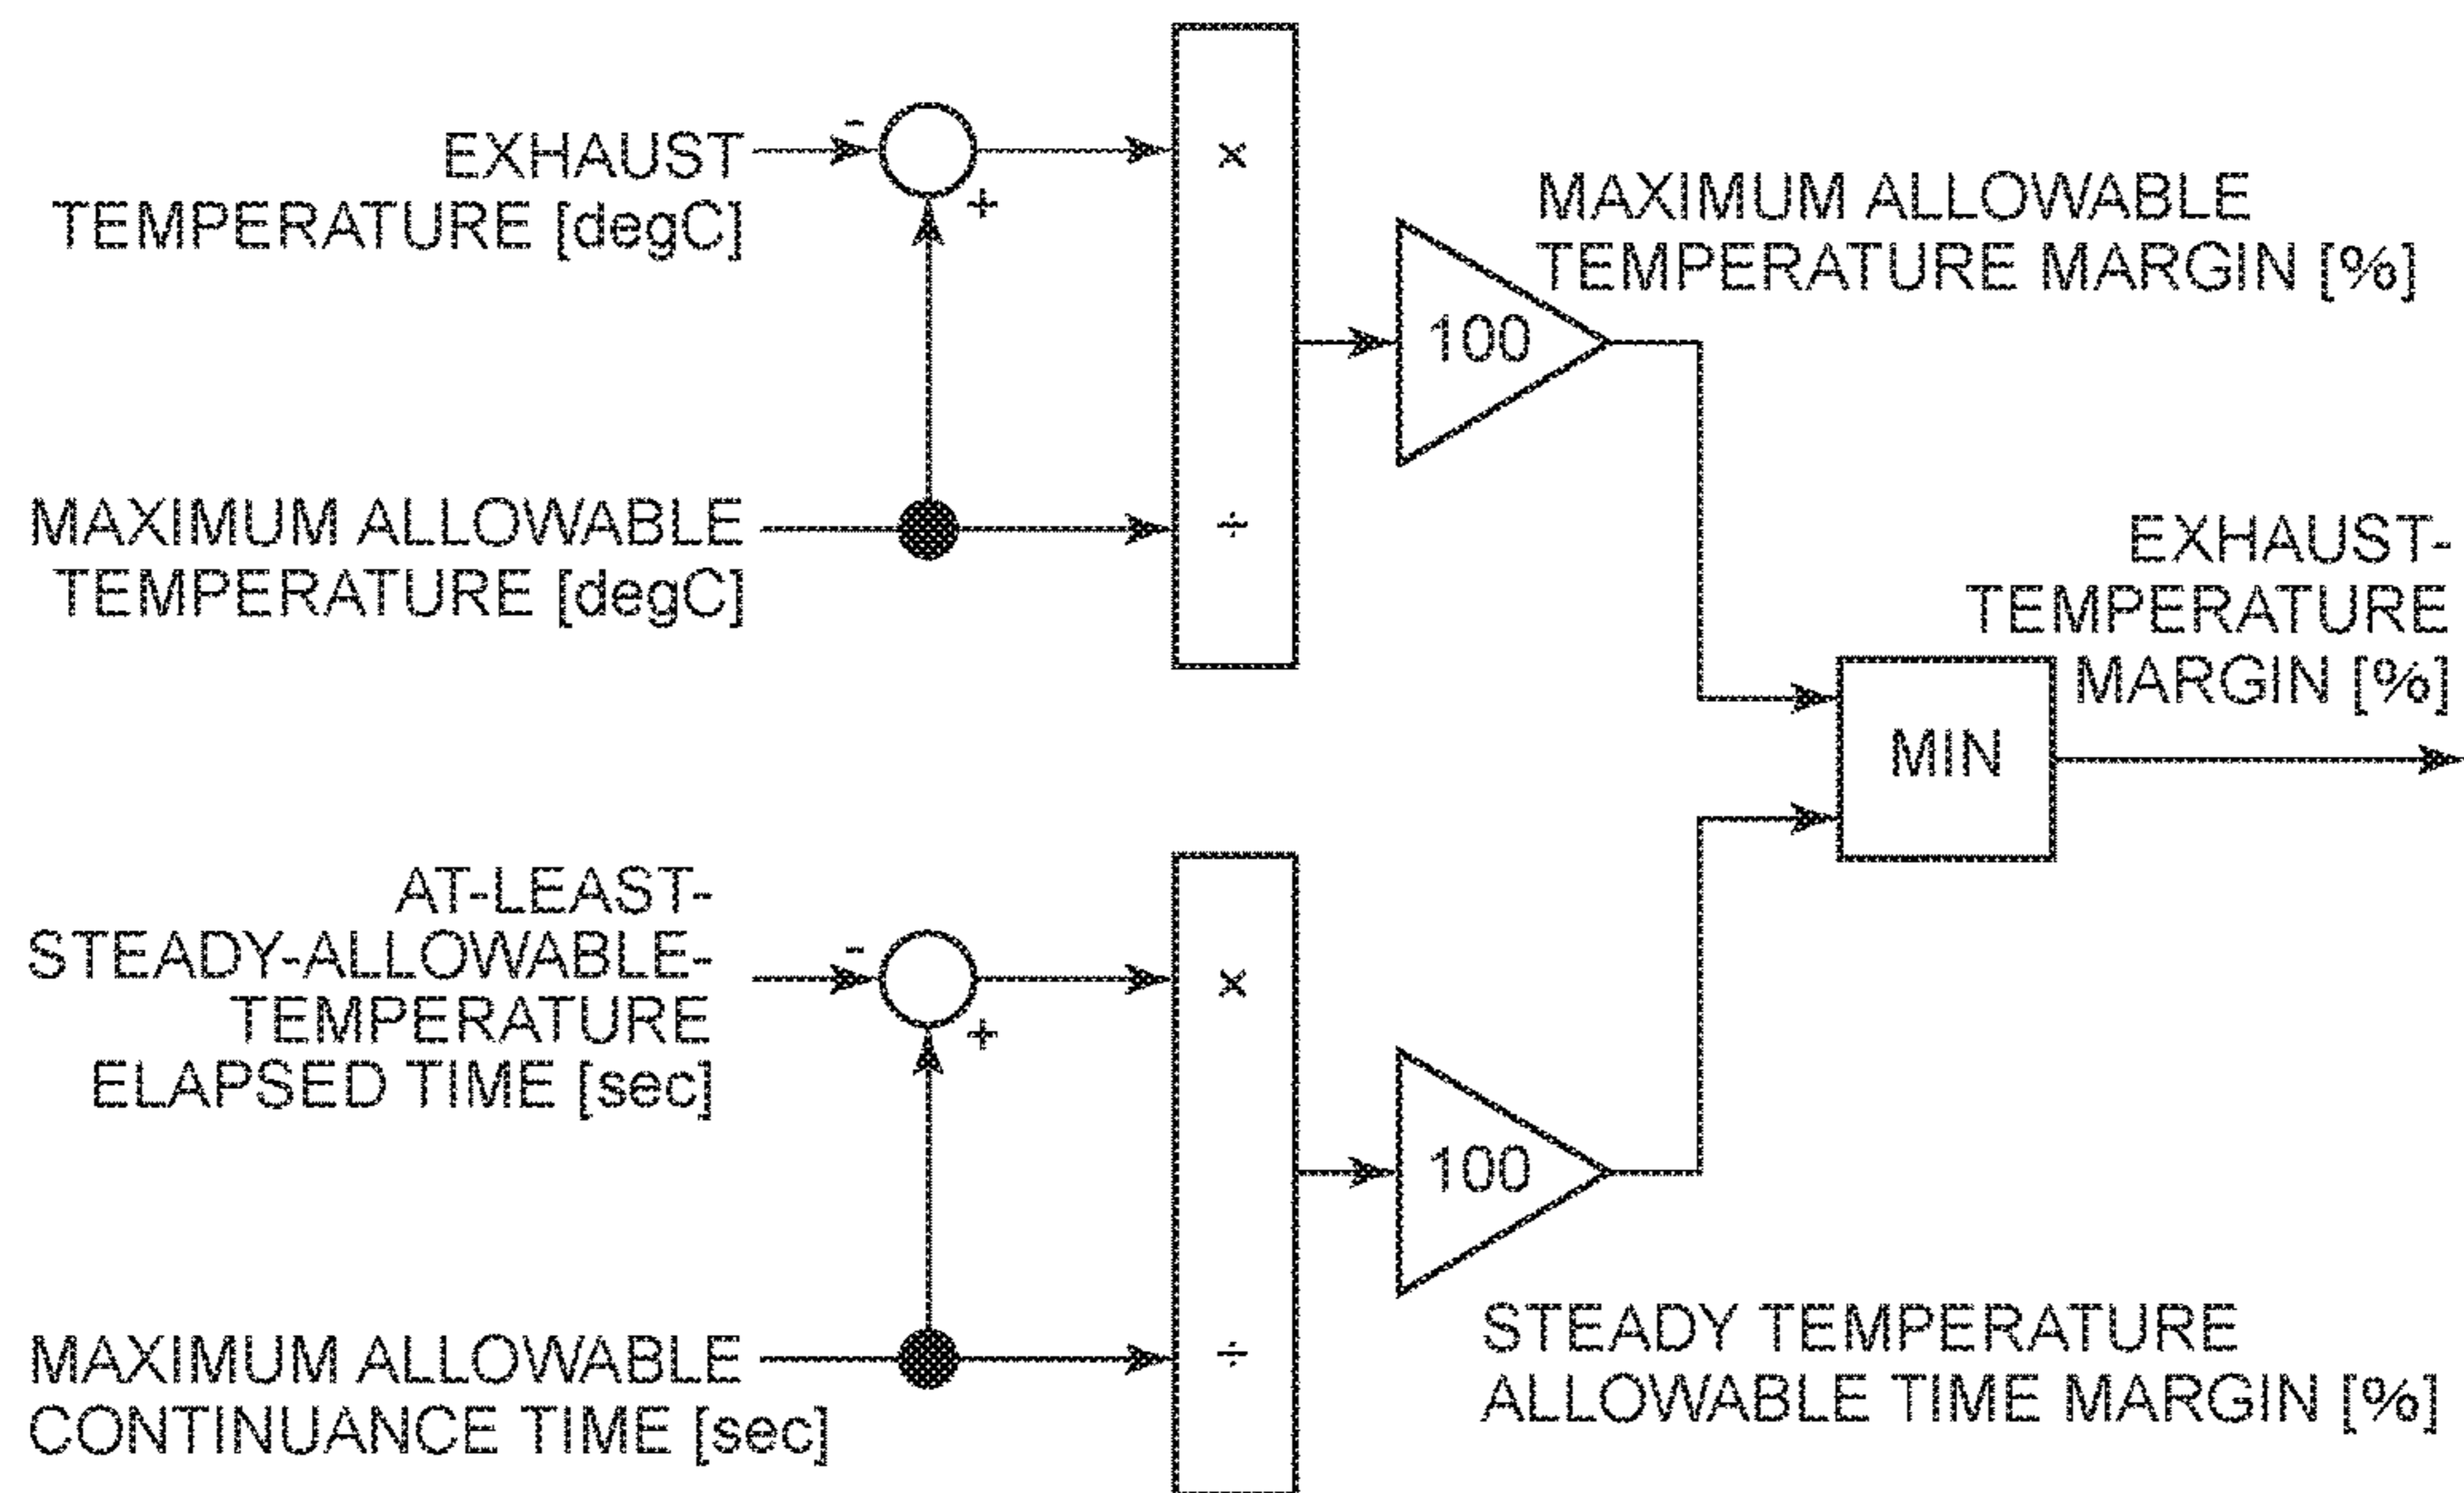 EXHAUST
TEMPERATURE [degC]
-
+
×
MAXIMUM ALLOWABLE
TEMPERATURE MARGIN [%]
100
MAXIMUM ALLOWABLE
TEMPERATURE [degC]
÷
EXHAUST-
TEMPERATURE
MARGIN [%]
MIN
AT-LEAST-
STEADY-ALLOWABLE-
TEMPERATURE
ELAPSED TIME [sec]
-
+
×
100
MAXIMUM ALLOWABLE
CONTINUANCE TIME [sec]
÷
STEADY TEMPERATURE
ALLOWABLE TIME MARGIN [%]